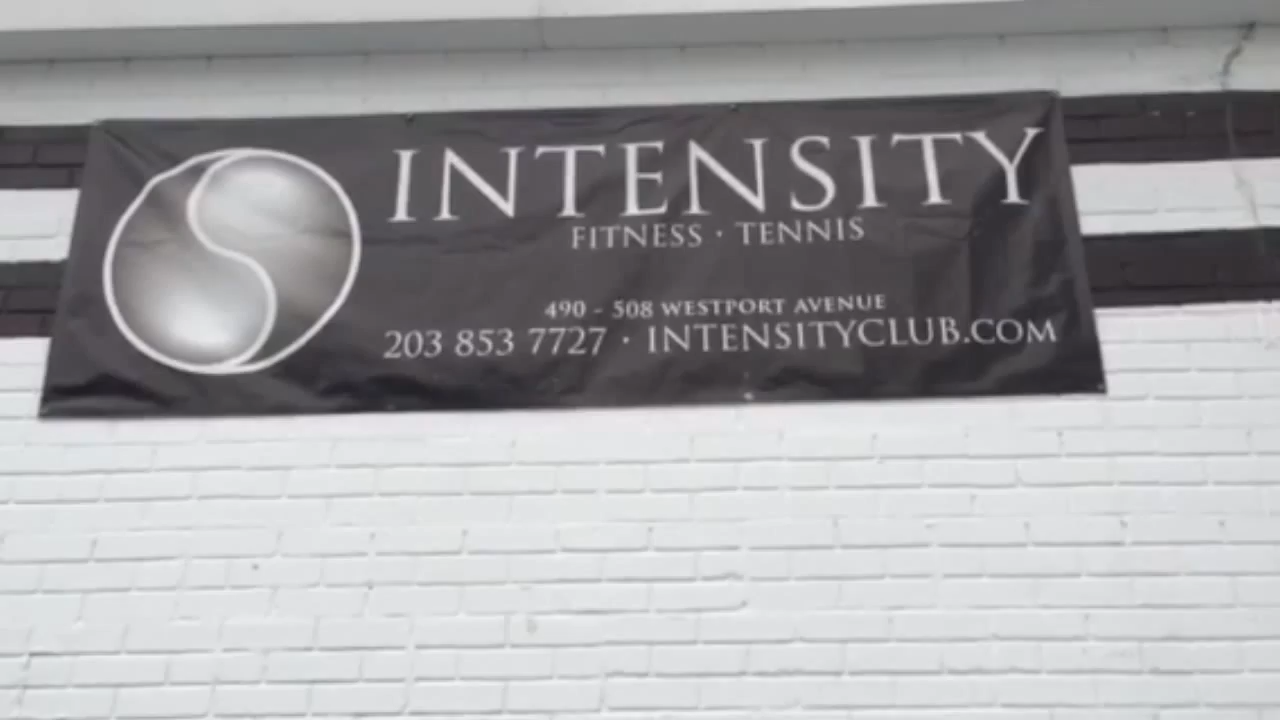 INTENSITY
FITNESS · TENNIS
490 - 508 WESTPORT AVENUE
203 853 7727 · INTENSITYCLUB.COM